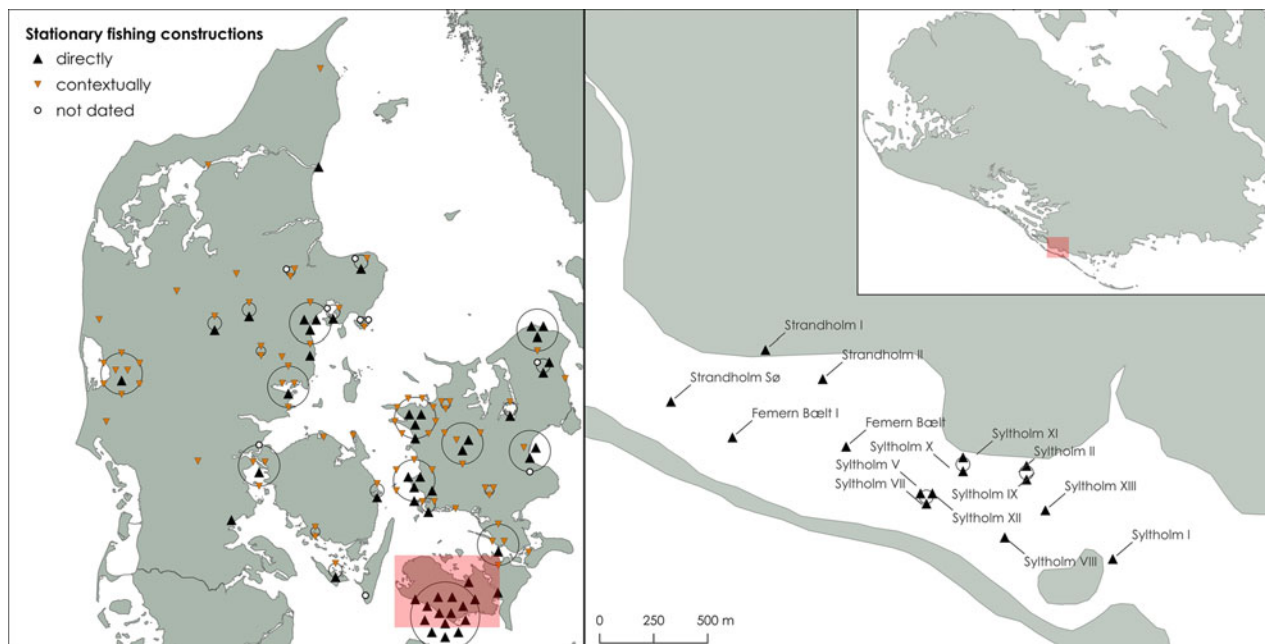 Stationary fishing constructions
directly
contextually
not dated
Strandholm I
Strandholm II
Strandholm Sø
Femern Bælt I
Femern Bælt
Syltholm XI
Syltholm X
Syltholm II
Syltholm V
Syltholm VII
Syltholm IX
Syltholm XIII
Syltholm XII
Syltholm VIII
Syltholm I
0 250 500 m